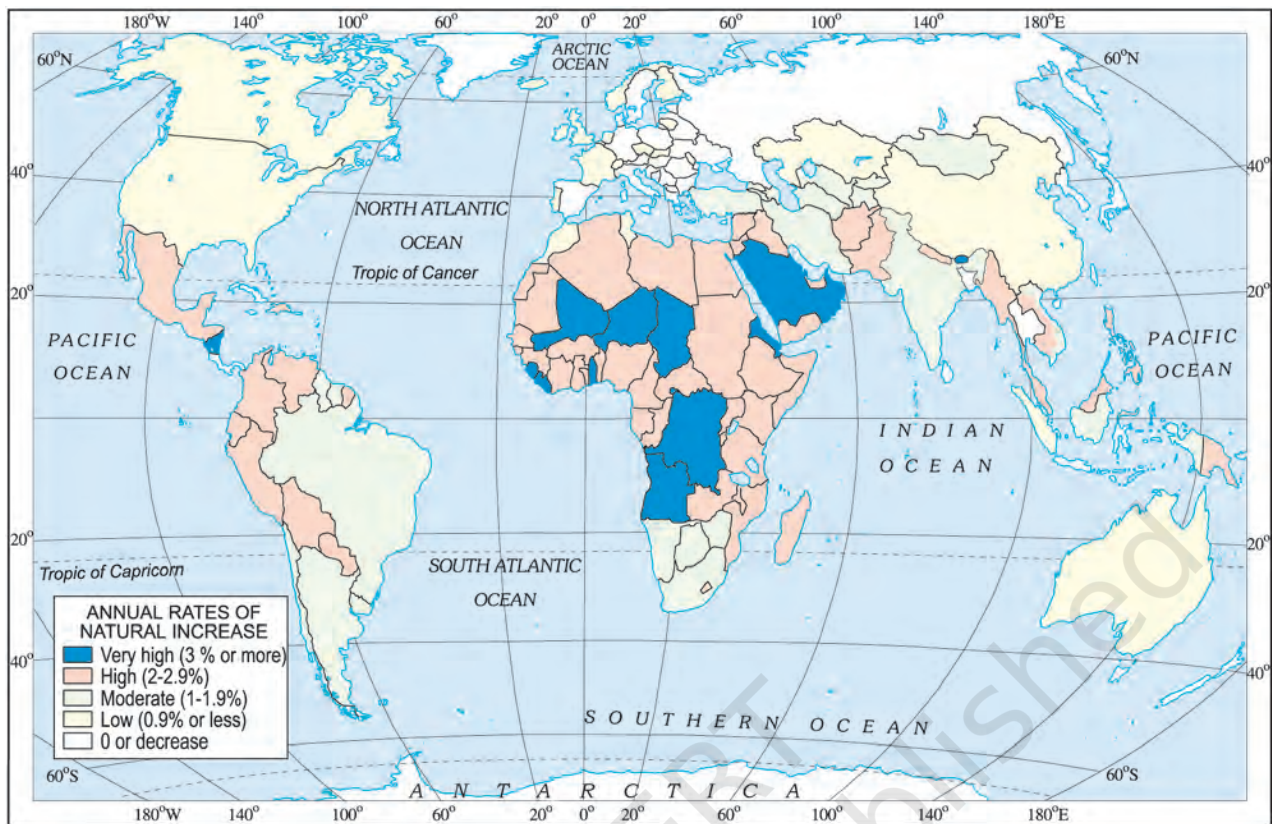 180°W 140° 100° 20° 0° 20° 60° 100° 140° 180°E
60°N
ARCTIC
OCEAN
60°N
40°
40°
NORTH ATLANTIC
OCEAN
Tropic of Cancer
20°
20°
PACIFIC
OCEAN
PACIFIC
OCEAN
INDIAN
OCEAN
20°
20°
Tropic of Capricorn
SOUTH ATLANTIC
OCEAN
ANNUAL RATES OF
NATURAL INCREASE
Very high (3 % or more)
High (2-2.9%)
Moderate (1-1.9%)
Low (0.9% or less)
0 or decrease
40°
40°
SOUTHERN OCEAN
60°S
60°S
ANTARCTICA
180°W 140° 100° 60° 20° 0° 20° 60° 100° 140° 180°E